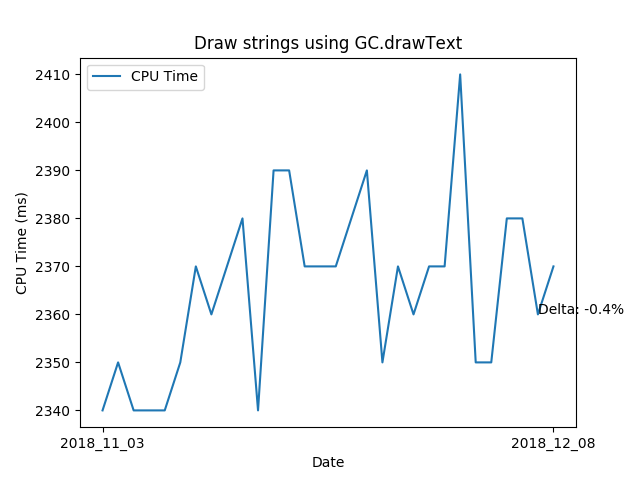 Draw strings using GC.drawText
CPU Time
2410
2400
2390
2380
2370
2360
2350
2340
CPU Time (ms)
Delta: -0.4%
2018_11_03
2018_12_08
Date